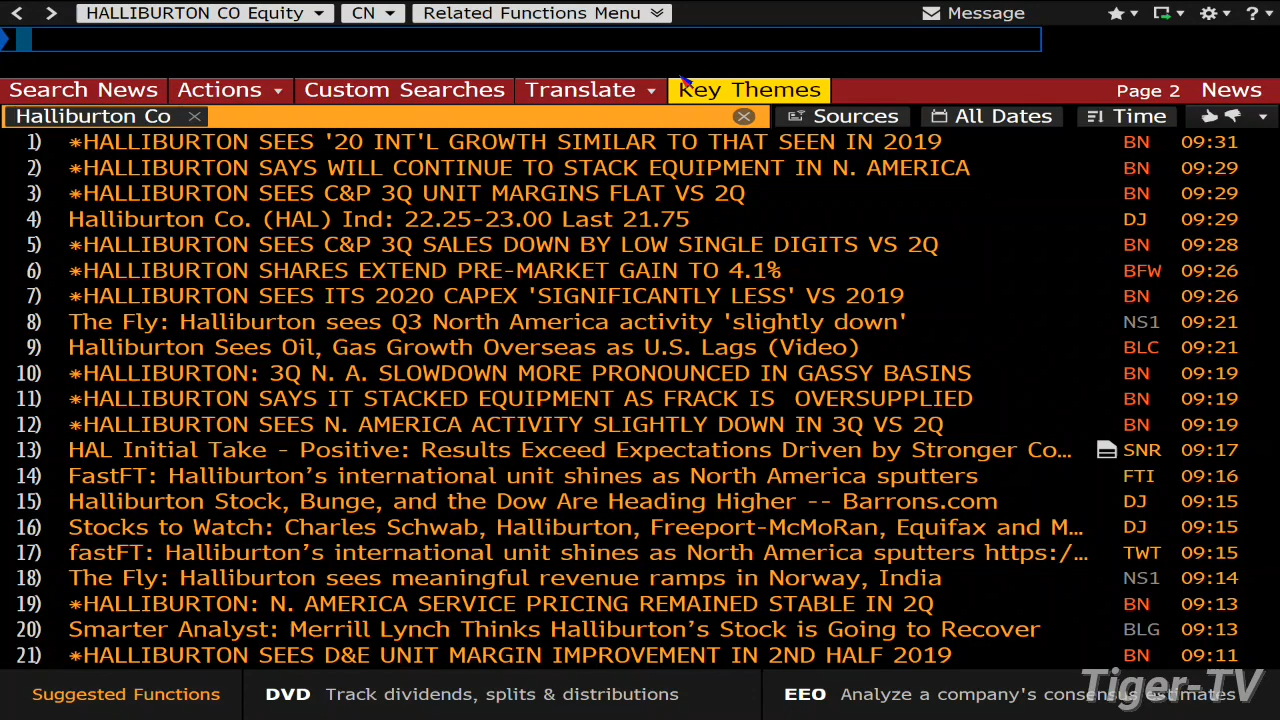 HALLIBURTON CO Equity CN Related Functions Menu Message ?
Search News Actions Custom Searches Translate Key Themes Page 2 News
Halliburton Co Sources All Dates Time
1) *HALLIBURTON SEES '20 INT'L GROWTH SIMILAR TO THAT SEEN IN 2019 BN 09:31
2) *HALLIBURTON SAYS WILL CONTINUE TO STACK EQUIPMENT IN N. AMERICA BN 09:29
3) *HALLIBURTON SEES C&P 3Q UNIT MARGINS FLAT VS 2Q BN 09:29
4) Halliburton Co. (HAL) Ind: 22.25-23.00 Last 21.75 DJ 09:29
5) *HALLIBURTON SEES C&P 3Q SALES DOWN BY LOW SINGLE DIGITS VS 2Q BN 09:28
6) *HALLIBURTON SHARES EXTEND PRE-MARKET GAIN TO 4.1% BFW 09:26
7) *HALLIBURTON SEES ITS 2020 CAPEX 'SIGNIFICANTLY LESS' VS 2019 BN 09:26
8) The Fly: Halliburton sees Q3 North America activity 'slightly down' NS1 09:21
9) Halliburton Sees Oil, Gas Growth Overseas as U.S. Lags (Video) BLC 09:21
10) *HALLIBURTON: 3Q N. A. SLOWDOWN MORE PRONOUNCED IN GASSY BASINS BN 09:19
11) *HALLIBURTON SAYS IT STACKED EQUIPMENT AS FRACK IS OVERSUPPLIED BN 09:19
12) *HALLIBURTON SEES N. AMERICA ACTIVITY SLIGHTLY DOWN IN 3Q VS 2Q BN 09:19
13) HAL Initial Take - Positive: Results Exceed Expectations Driven by Stronger Co... SNR 09:17
14) FastFT: Halliburton's international unit shines as North America sputters FTI 09:16
15) Halliburton Stock, Bunge, and the Dow Are Heading Higher -- Barrons.com DJ 09:15
16) Stocks to Watch: Charles Schwab, Halliburton, Freeport-McMoRan, Equifax and M... DJ 09:15
17) fastFT: Halliburton's international unit shines as North America sputters https:/... TWT 09:15
18) The Fly: Halliburton sees meaningful revenue ramps in Norway, India NS1 09:14
19) *HALLIBURTON: N. AMERICA SERVICE PRICING REMAINED STABLE IN 2Q BN 09:13
20) Smarter Analyst: Merrill Lynch Thinks Halliburton's Stock is Going to Recover BLG 09:13
21) *HALLIBURTON SEES D&E UNIT MARGIN IMPROVEMENT IN 2ND HALF 2019 BN 09:11
Suggested Functions DVD Track dividends, splits & distributions EEO Analyze a company's consensus estimates
Tiger-TV